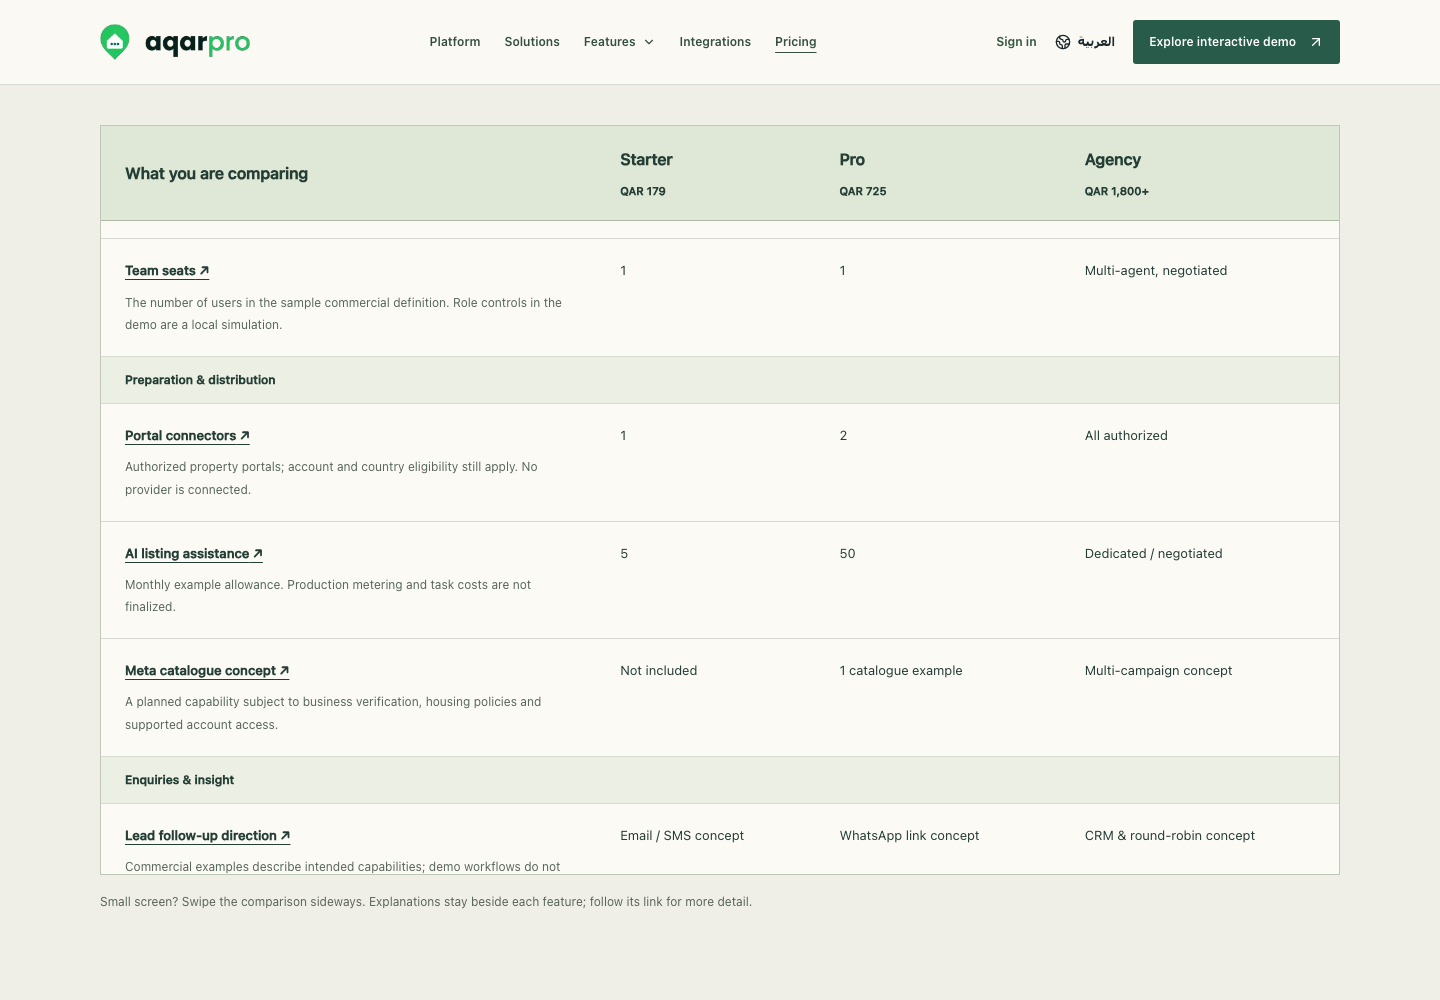 aqarpro
Platform
Solutions
Features
Integrations
Pricing
Sign in
العربية
Explore interactive demo
What you are comparing
Starter
QAR 179
Pro
QAR 725
Agency
QAR 1,800+
Team seats ↗
1
1
Multi-agent, negotiated
The number of users in the sample commercial definition. Role controls in the
demo are a local simulation.
Preparation & distribution
Portal connectors ↗
1
2
All authorized
Authorized property portals; account and country eligibility still apply. No
provider is connected.
AI listing assistance ↗
5
50
Dedicated / negotiated
Monthly example allowance. Production metering and task costs are not
finalized.
Meta catalogue concept ↗
Not included
1 catalogue example
Multi-campaign concept
A planned capability subject to business verification, housing policies and
supported account access.
Enquiries & insight
Lead follow-up direction ↗
Email / SMS concept
WhatsApp link concept
CRM & round-robin concept
Commercial examples describe intended capabilities; demo workflows do not
Small screen? Swipe the comparison sideways. Explanations stay beside each feature; follow its link for more detail.